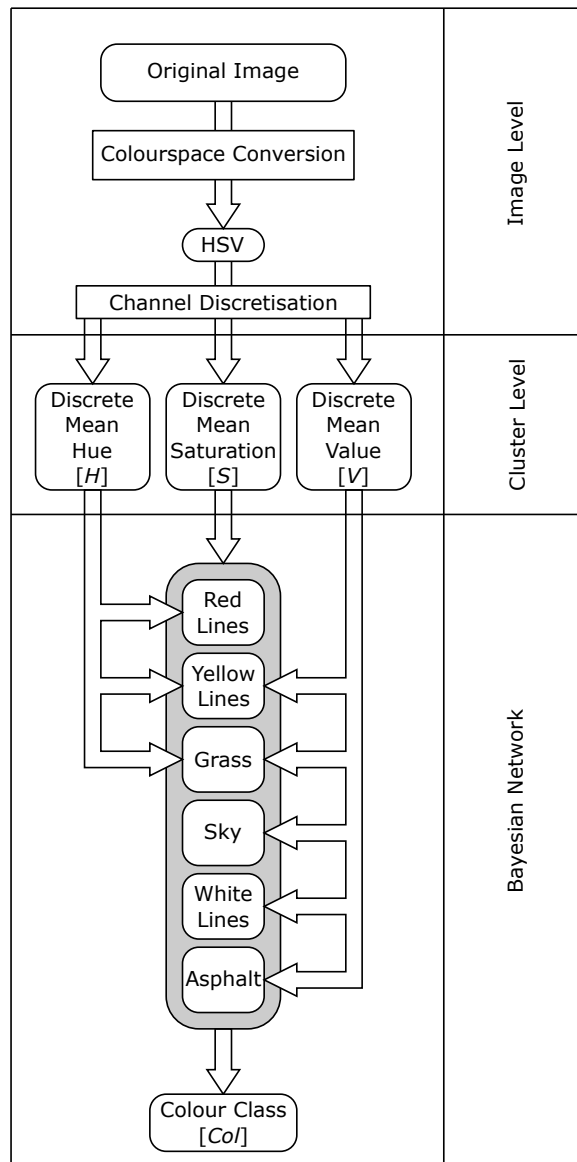 Original Image
Colourspace Conversion
HSV
Channel Discretisation
Image Level
Discrete
Mean
Hue
[H]
Discrete
Mean
Saturation
[S]
Discrete
Mean
Value
[V]
Cluster Level
Red
Lines
Yellow
Lines
Grass
Sky
White
Lines
Asphalt
Bayesian Network
Colour Class
[Col]